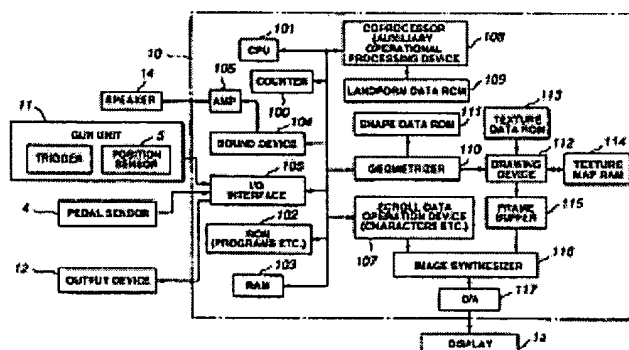 101
10
CPU
COPROCESSOR
(AUXILIARY
OPERATIONAL
PROCESSING DEVICE)
108
14
105
SPEAKER
AMP
COUNTER
100
LANDFORM DATA ROM
109
11
104
SOUND DEVICE
111
SHAPE DATA ROM
113
TEXTURE
DATA ROM
112
114
GUN UNIT
5
TRIGGER
POSITION
SENSOR
GEOMETRIZER
110
DRAWING
DEVICE
TEXTURE
MAP RAM
I/O
INTERFACE
4
PEDAL SENSOR
102
ROM
(PROGRAMS ETC.)
SCROLL DATA
OPERATION DEVICE
(CHARACTERS ETC.)
107
FRAME
BUFFER
115
12
OUTPUT DEVICE
103
RAM
IMAGE SYNTHESIZER
116
D/A
117
DISPLAY
1a